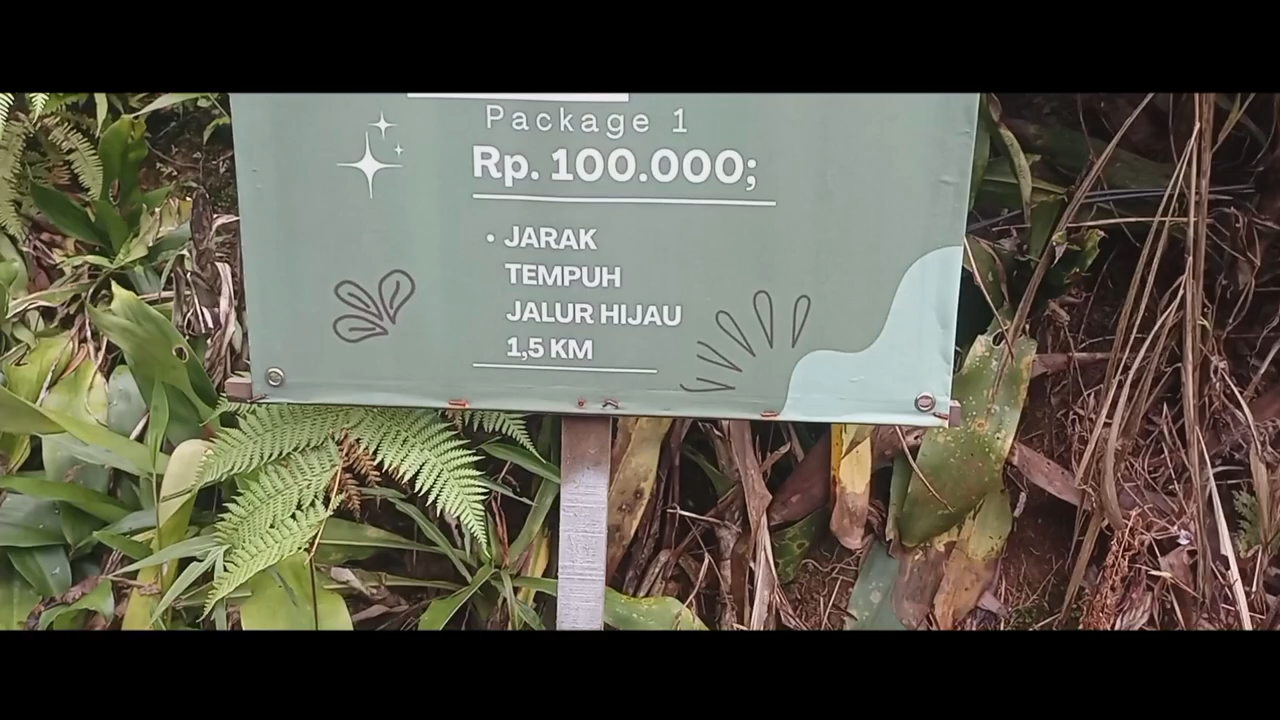 Package 1
Rp. 100.000;
• JARAK
TEMPUH
JALUR HIJAU
1,5 KM